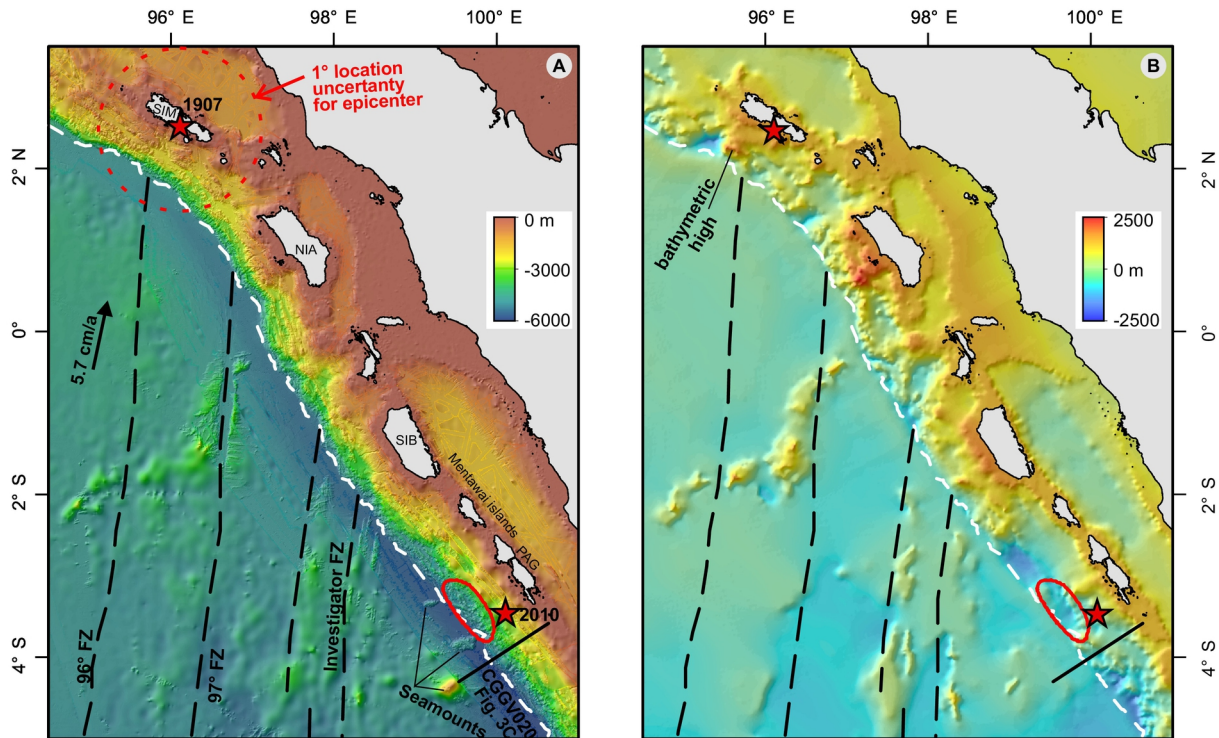 96° E
98° E
100° E
96° E
98° E
100° E
A
1° location
uncertanty
for epicenter
SIM
1907
2° N
0 m
-3000
-6000
NIA
0°
5.7 cm/a
SIB
Mentawai islands
PAG
2° S
2010
Investigator FZ
4° S
96° FZ
97° FZ
Seamounts
CGGV020
Fig. 3C
B
2° N
bathymetric
high
2500
0 m
-2500
0°
2° S
4° S